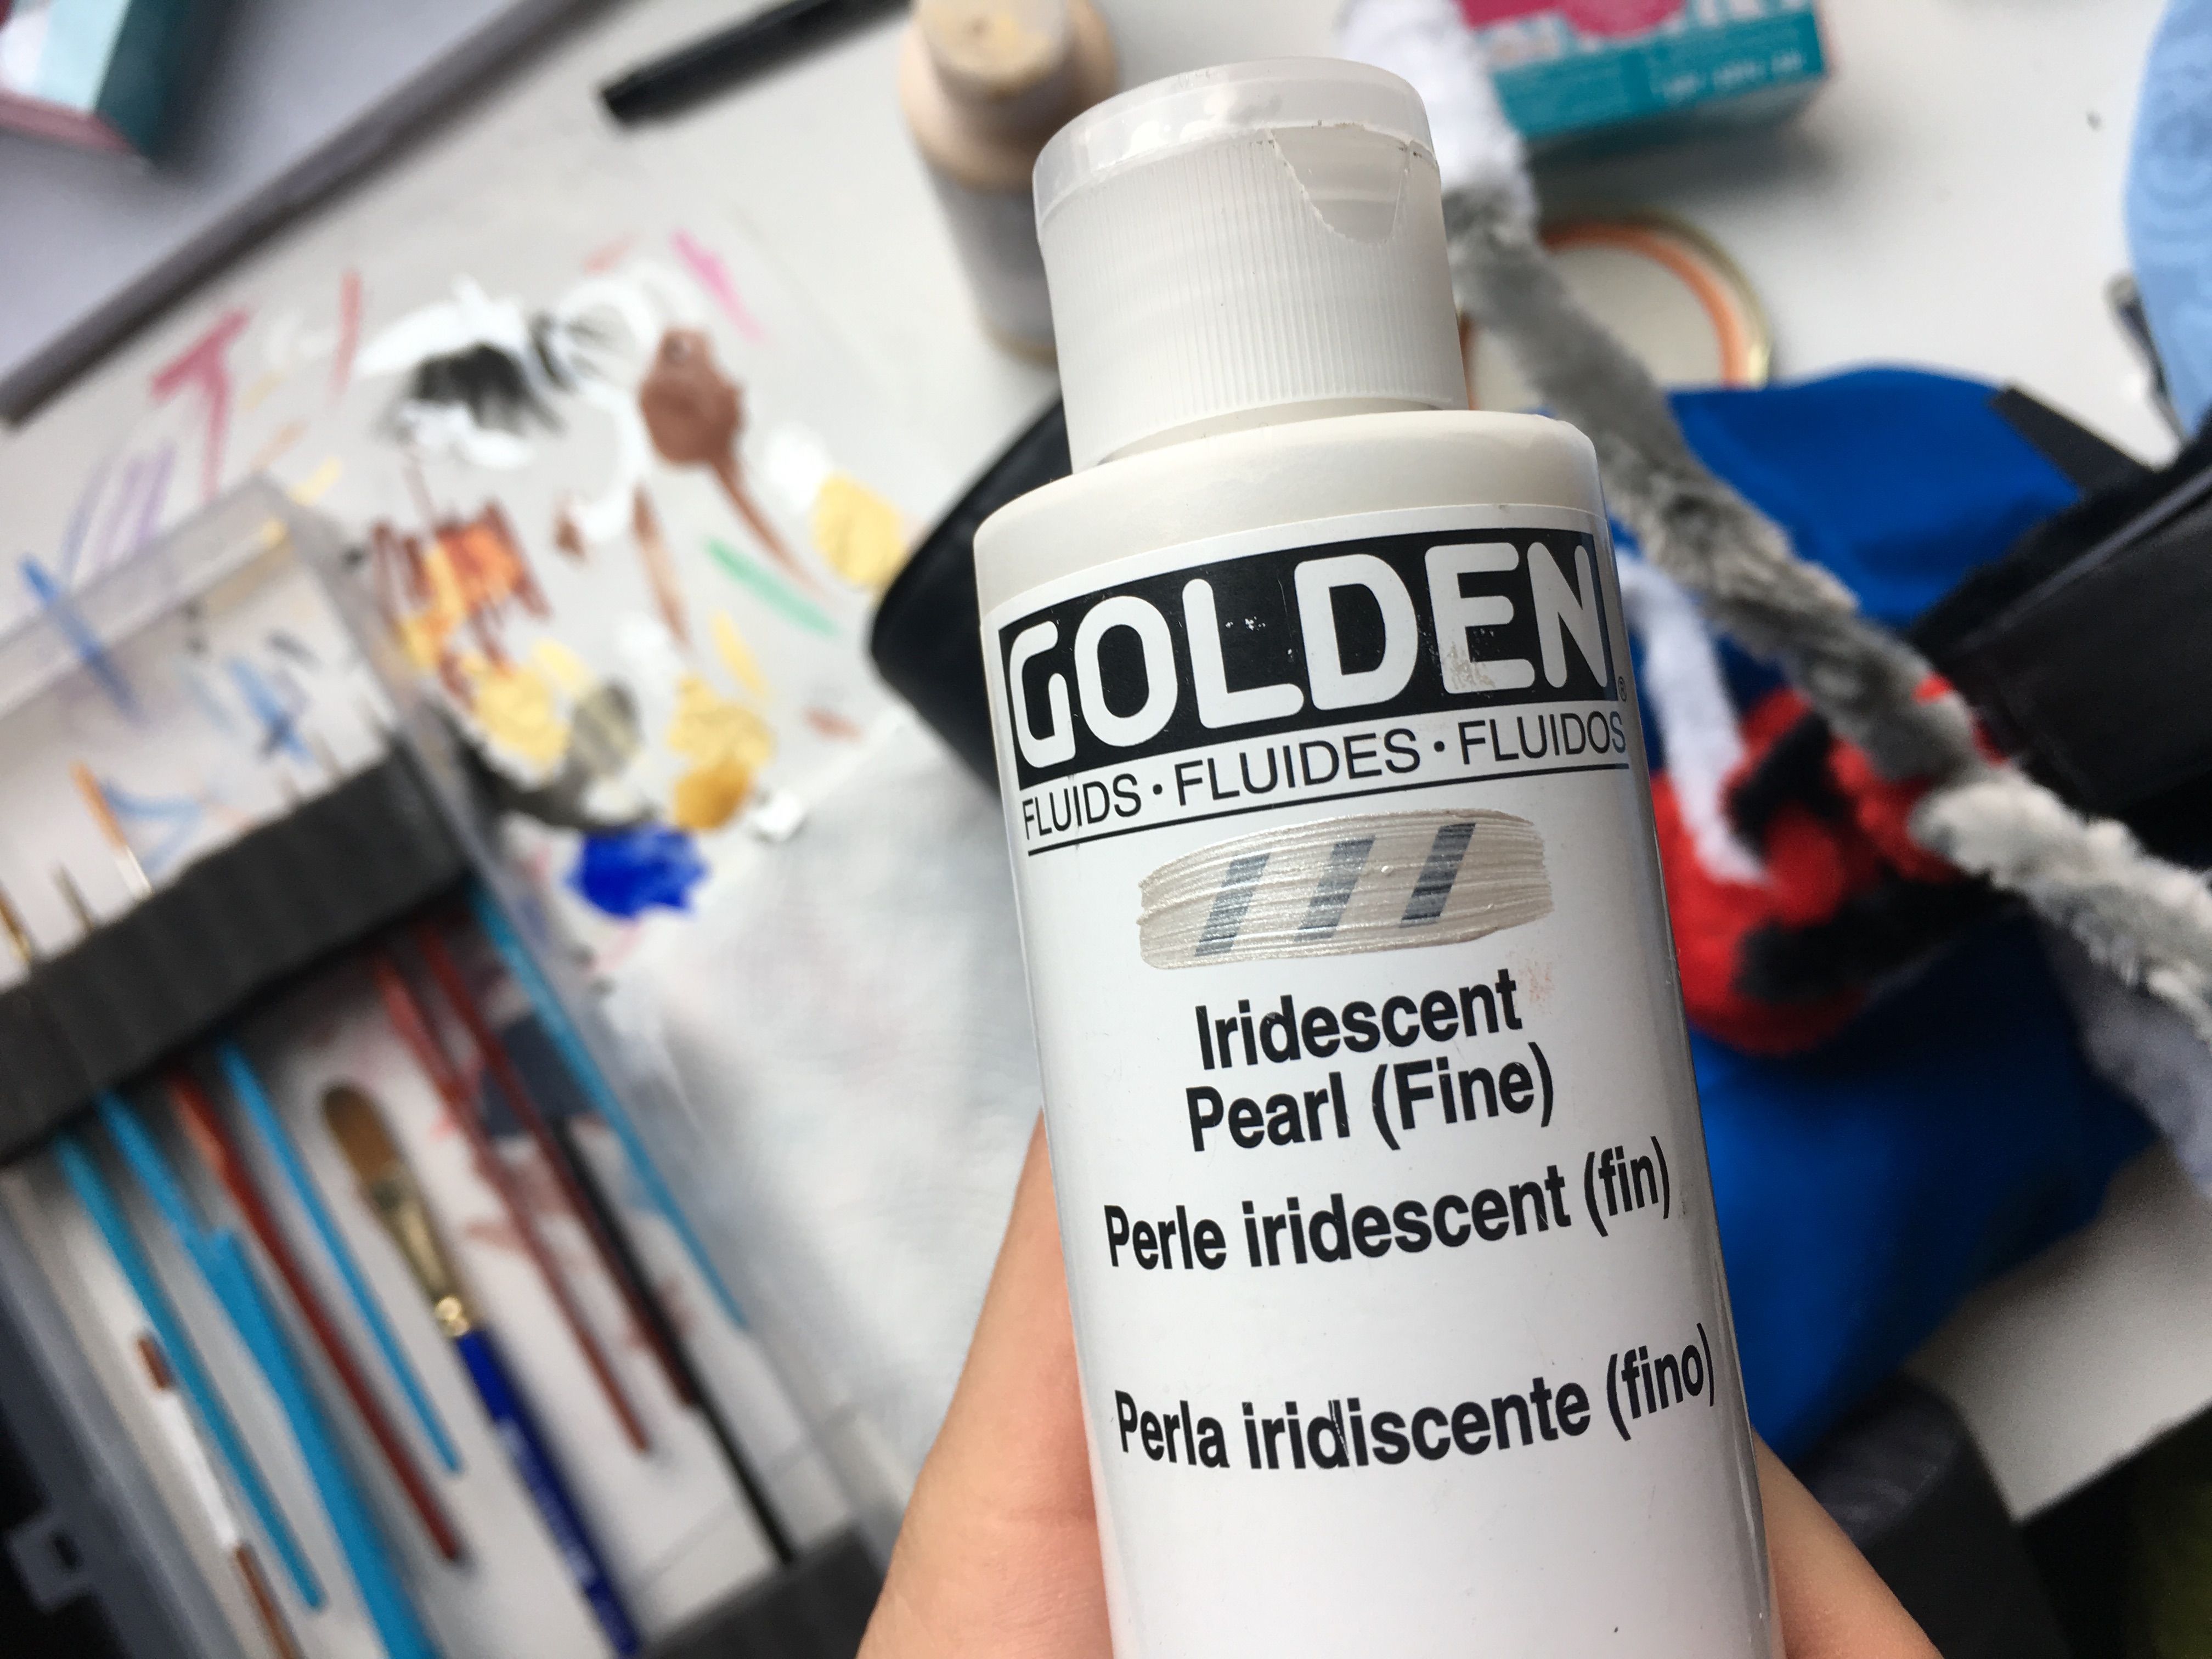 GOLDEN®
FLUIDS • FLUIDES • FLUIDOS
Iridescent
Pearl (Fine)
Perle iridescent (fin)
Perla iridiscente (fino)